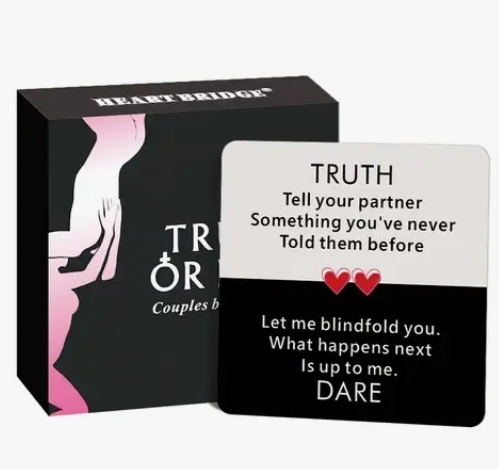 HEART BRIDGE®
TR
OR
Couples b
TRUTH
Tell your partner
Something you've never
Told them before
Let me blindfold you.
What happens next
Is up to me.
DARE